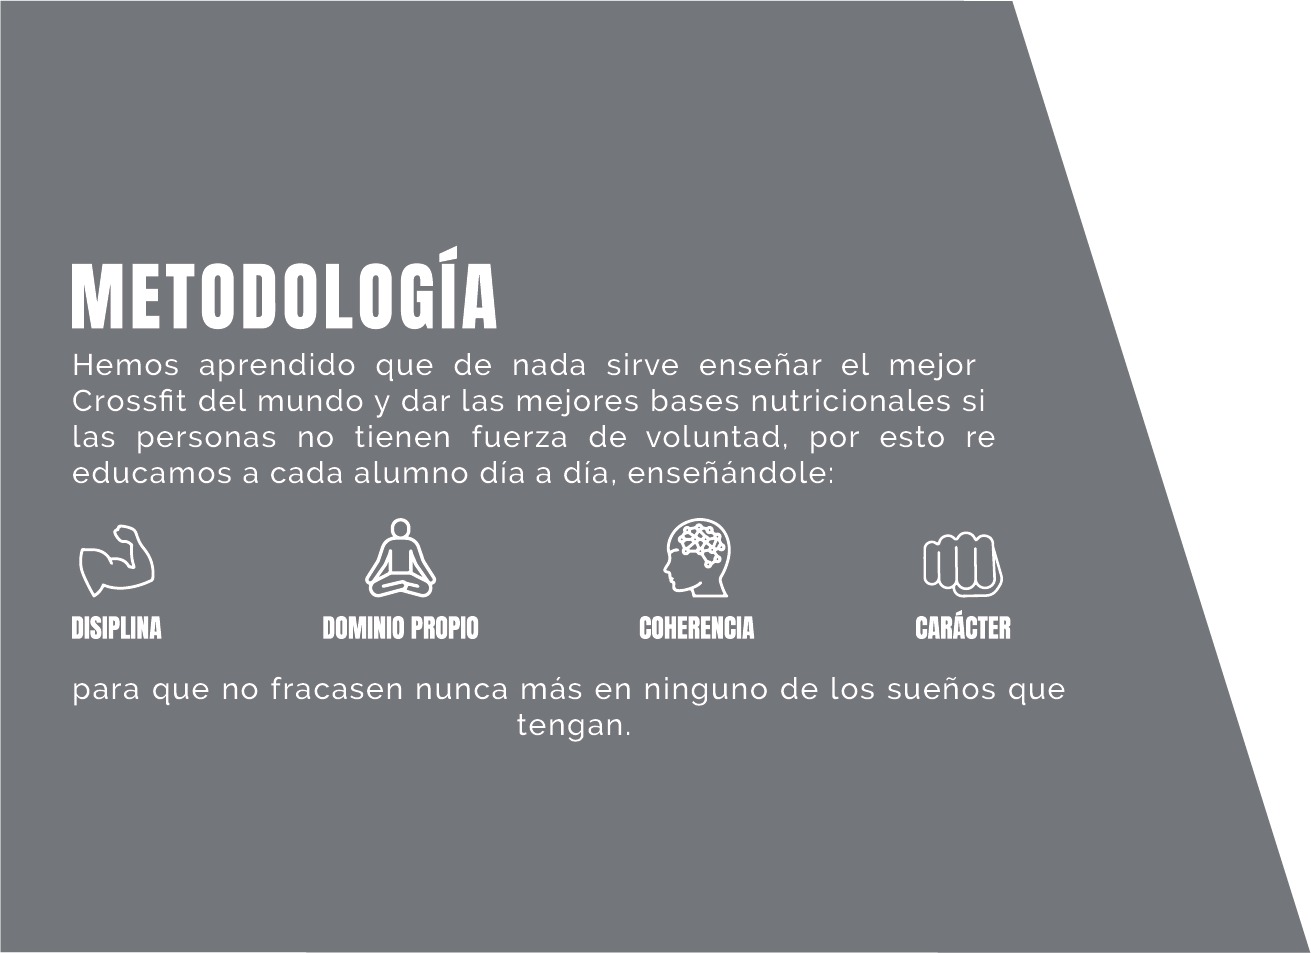 METODOLOGÍA
Hemos aprendido que de nada sirve enseñar el mejor
Crossfit del mundo y dar las mejores bases nutricionales si
las personas no tienen fuerza de voluntad, por esto re
educamos a cada alumno día a día, enseñándole:
DISIPLINA
DOMINIO PROPIO
COHERENCIA
CARÁCTER
para que no fracasen nunca más en ninguno de los sueños que
tengan.